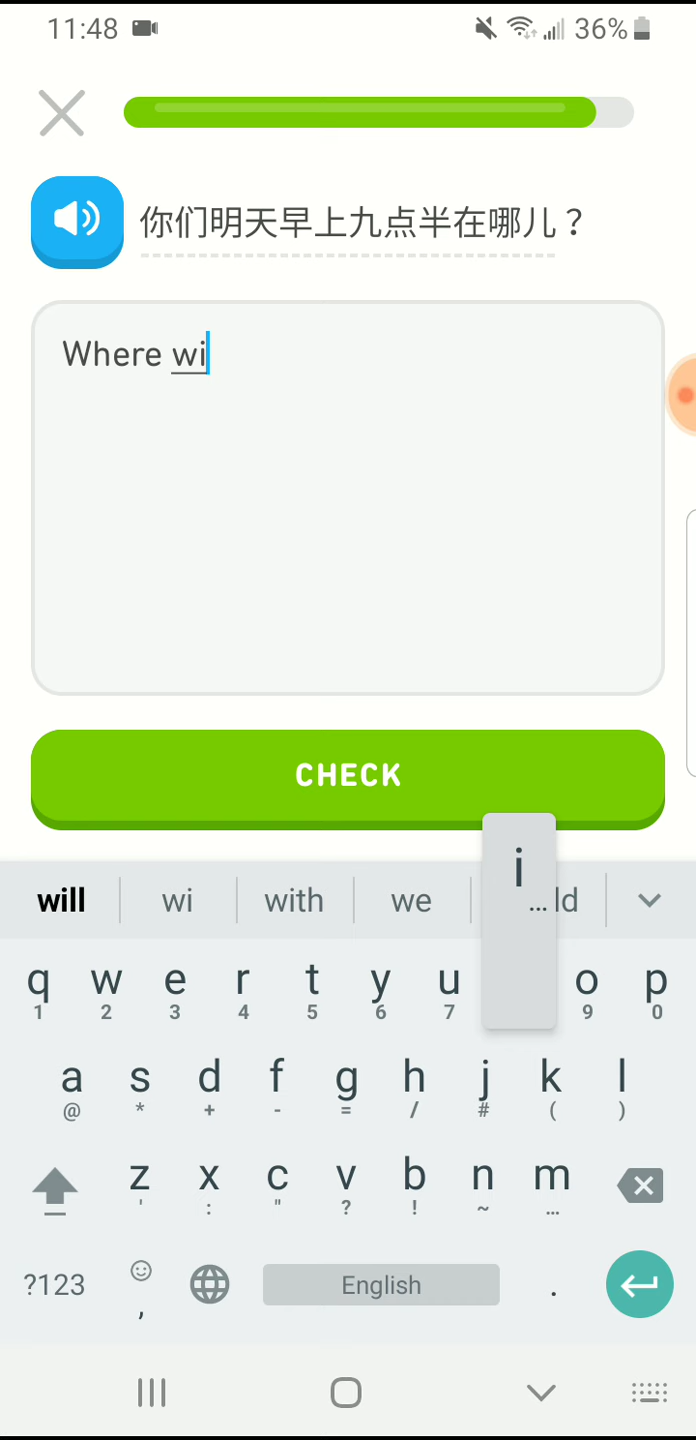 11:48 36%
你们明天早上九点半在哪儿？
Where wi
CHECK
i
will wi with we ...ld
q w e r t y u o p
1 2 3 4 5 6 7 9 0
a s d f g h j k l
@ * + - = / # ( )
z x c v b n m
' : " ? ! ~ ...
?123 , English .